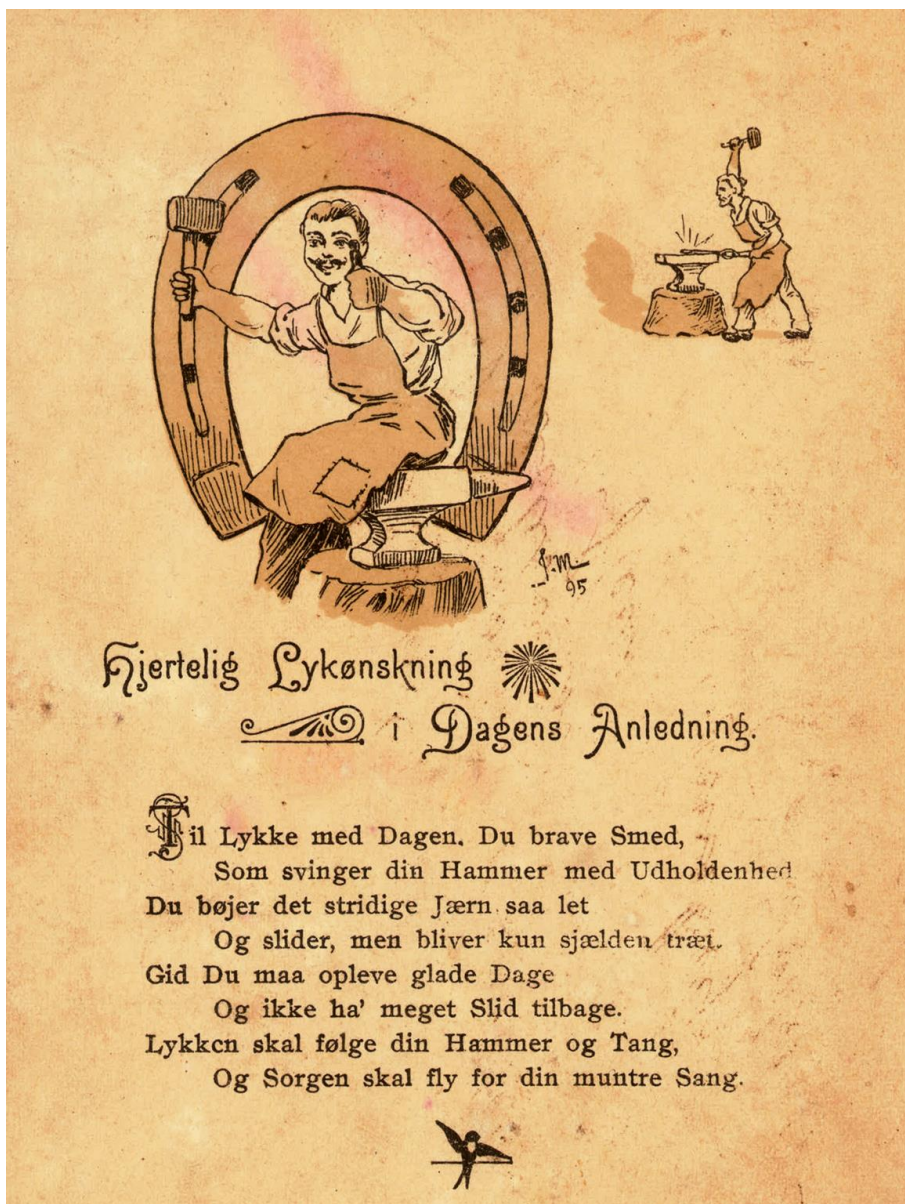 J.M.
95
Hjertelig Lykønskning
i Dagens Anledning.
Til Lykke med Dagen. Du brave Smed,
Som svinger din Hammer med Udholdenhed
Du bøjer det stridige Jærn saa let
Og slider, men bliver kun sjælden træt.
Gid Du maa opleve glade Dage
Og ikke ha' meget Slid tilbage.
Lykken skal følge din Hammer og Tang,
Og Sorgen skal fly for din muntre Sang.